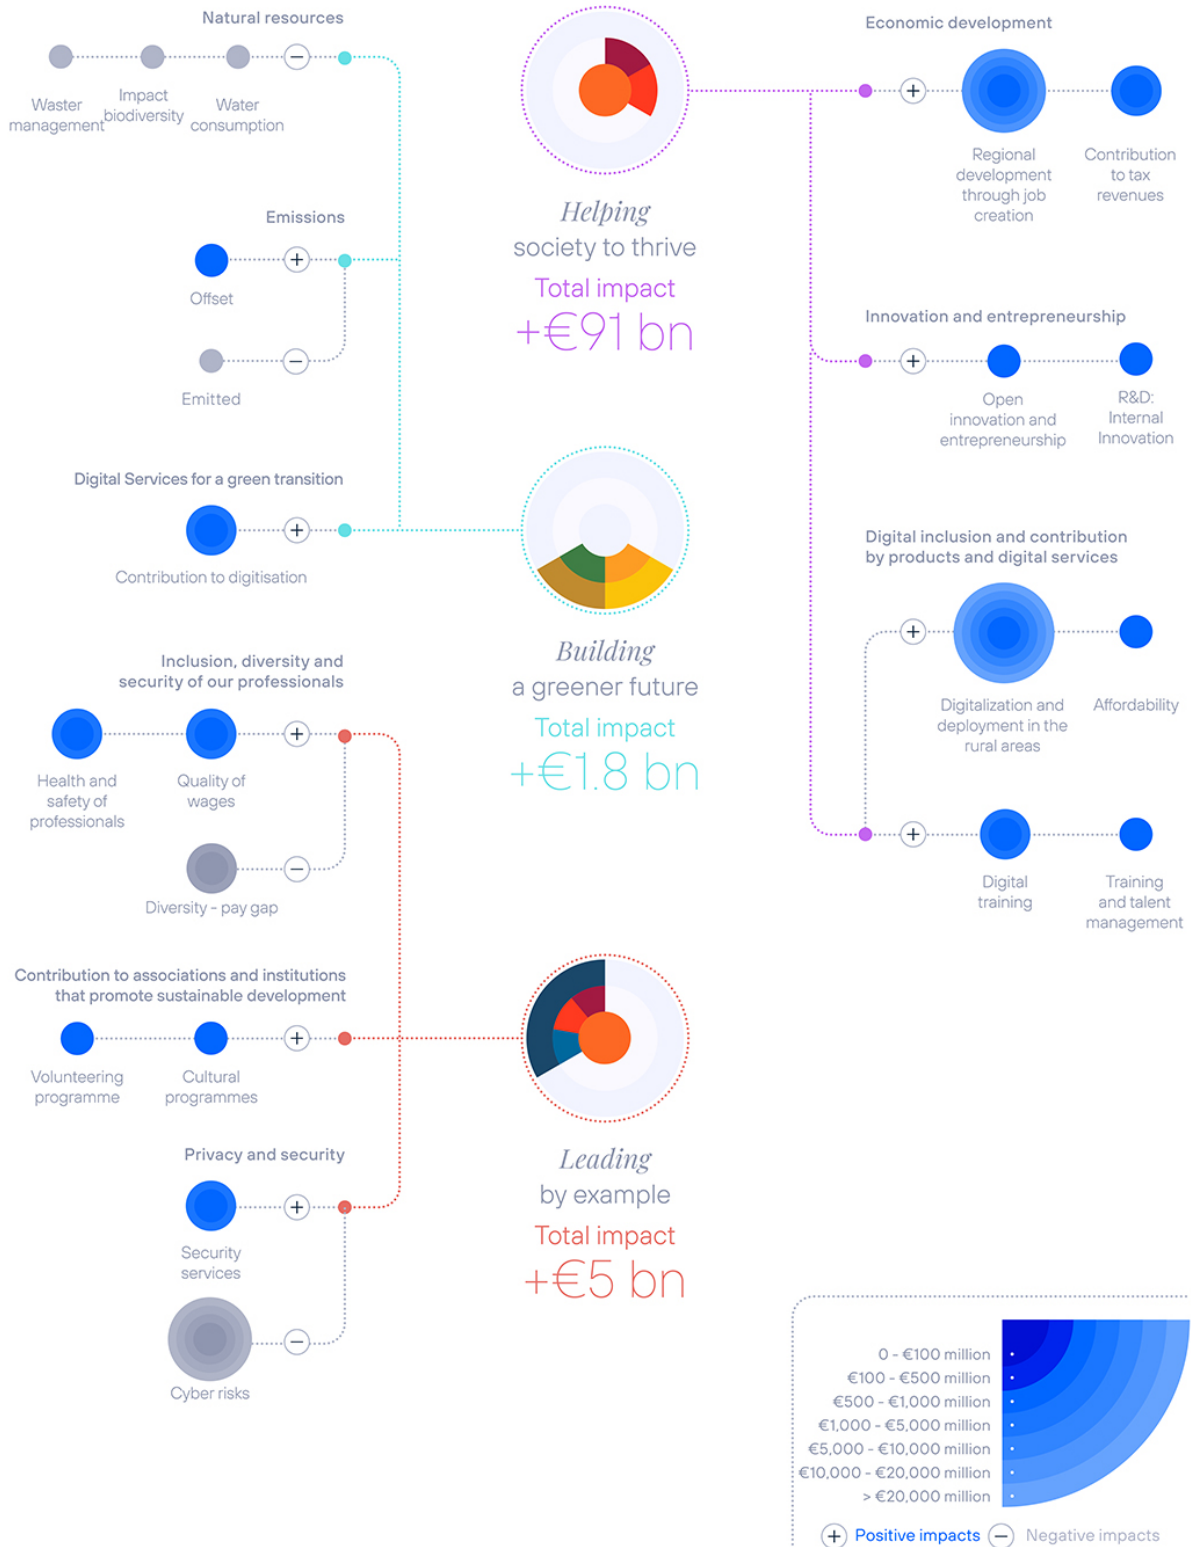 Natural resources
Waster
management
Impact
biodiversity
Water
consumption
Emissions
Offset
Emitted
Digital Services for a green transition
Contribution to digitisation
Inclusion, diversity and
security of our professionals
Health and
safety of
professionals
Quality of
wages
Diversity - pay gap
Contribution to associations and institutions
that promote sustainable development
Volunteering
programme
Cultural
programmes
Privacy and security
Security
services
Cyber risks
Helping
society to thrive
Total impact
+€91 bn
Building
a greener future
Total impact
+€1.8 bn
Leading
by example
Total impact
+€5 bn
Economic development
Regional
development
through job
creation
Contribution
to tax
revenues
Innovation and entrepreneurship
Open
innovation and
entrepreneurship
R&D:
Internal
Innovation
Digital inclusion and contribution
by products and digital services
Digitalization and
deployment in the
rural areas
Affordability
Digital
training
Training
and talent
management
0 - €100 million
€100 - €500 million
€500 - €1,000 million
€1,000 - €5,000 million
€5,000 - €10,000 million
€10,000 - €20,000 million
> €20,000 million
+ Positive impacts − Negative impacts